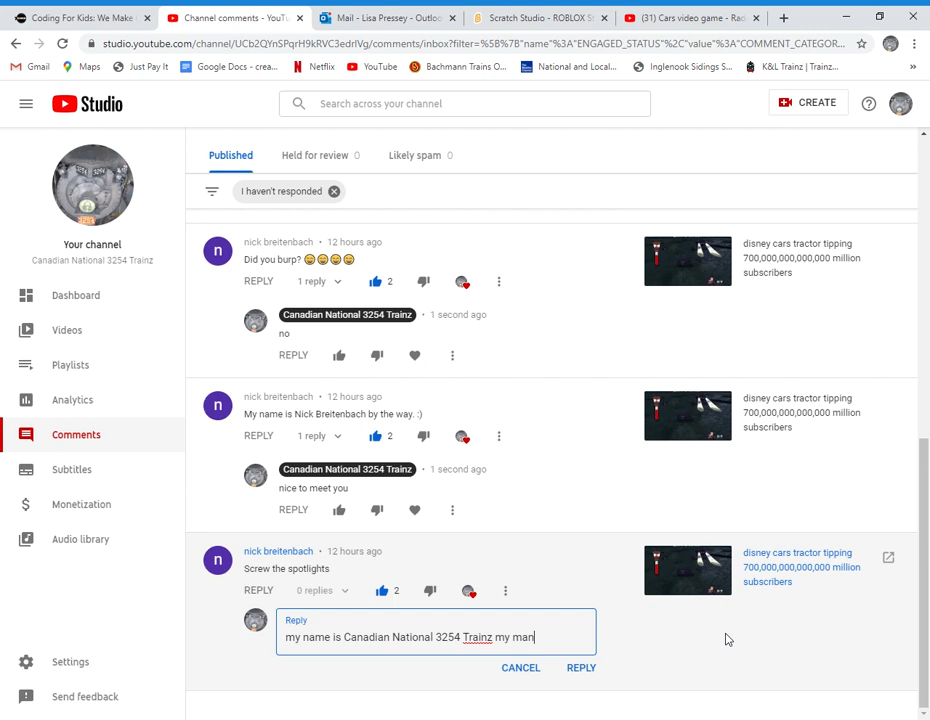 Coding For Kids: We Make
Channel comments - YouTu
Mail - Lisa Pressey - Outloo
Scratch Studio - ROBLOX St
(31) Cars video game - Rad
studio.youtube.com/channel/UCb2QYnSPqrH9kRVC3edrIVg/comments/inbox?filter=%5B%7B"name"%3A"ENGAGED_STATUS"%2C"value"%3A"COMMENT_CATEGOR...
Gmail
Maps
Just Pay It
Google Docs - crea...
Netflix
YouTube
Bachmann Trains O...
National and Local...
Inglenook Sidings S...
K&L Trainz | Trainz...
»
Studio
Search across your channel
CREATE
Your channel
Canadian National 3254 Trainz
Dashboard
Videos
Playlists
Analytics
Comments
Subtitles
Monetization
Audio library
Settings
Send feedback
Published
Held for review 0
Likely spam 0
I haven't responded
nick breitenbach • 12 hours ago
Did you burp? 😄😄😄😄
REPLY 1 reply 2
Canadian National 3254 Trainz • 1 second ago
no
REPLY
disney cars tractor tipping
700,000,000,000,000 million
subscribers
n
nick breitenbach • 12 hours ago
My name is Nick Breitenbach by the way. :)
REPLY 1 reply 2
Canadian National 3254 Trainz • 1 second ago
nice to meet you
REPLY
disney cars tractor tipping
700,000,000,000,000 million
subscribers
n
nick breitenbach • 12 hours ago
Screw the spotlights
REPLY 0 replies 2
Reply
my name is Canadian National 3254 Trainz my man
CANCEL REPLY
disney cars tractor tipping
700,000,000,000,000 million
subscribers
n